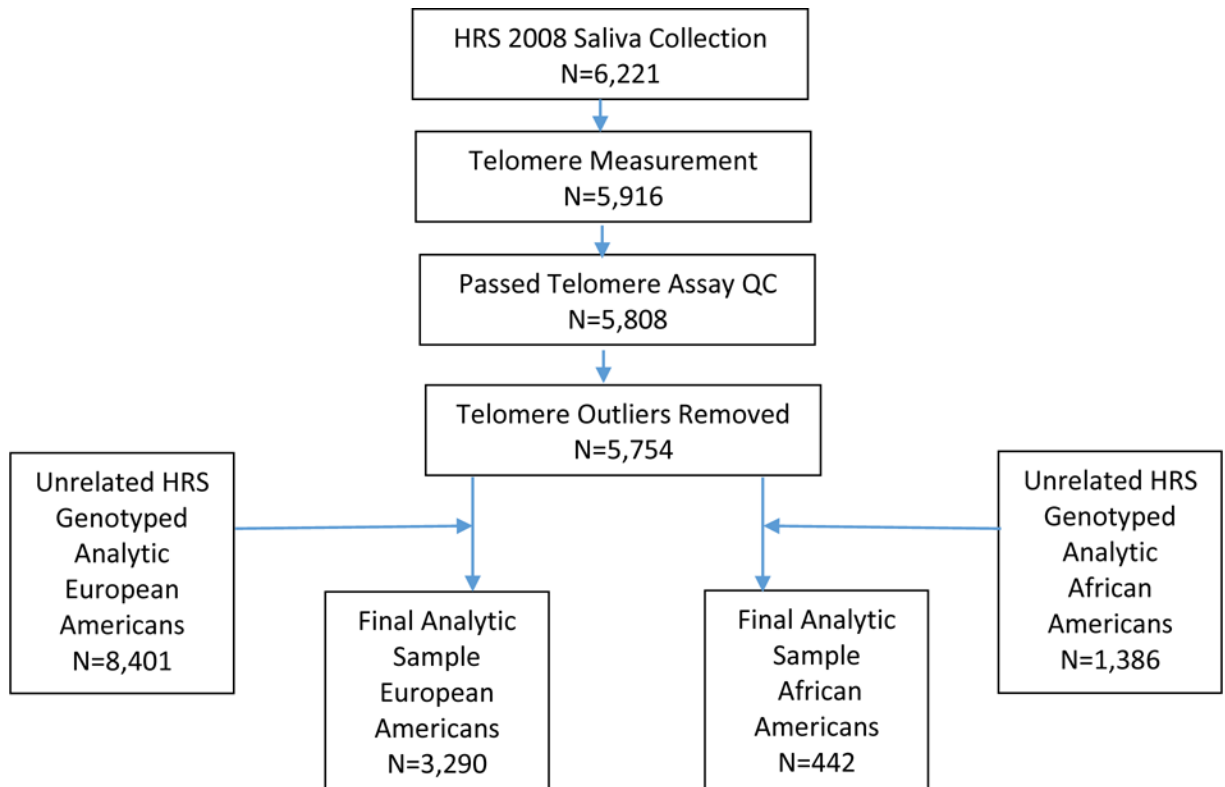 HRS 2008 Saliva Collection
N=6,221
Telomere Measurement
N=5,916
Passed Telomere Assay QC
N=5,808
Telomere Outliers Removed
N=5,754
Unrelated HRS
Genotyped
Analytic
European
Americans
N=8,401
Unrelated HRS
Genotyped
Analytic
African
Americans
N=1,386
Final Analytic
Sample
European
Americans
N=3,290
Final Analytic
Sample
African
Americans
N=442